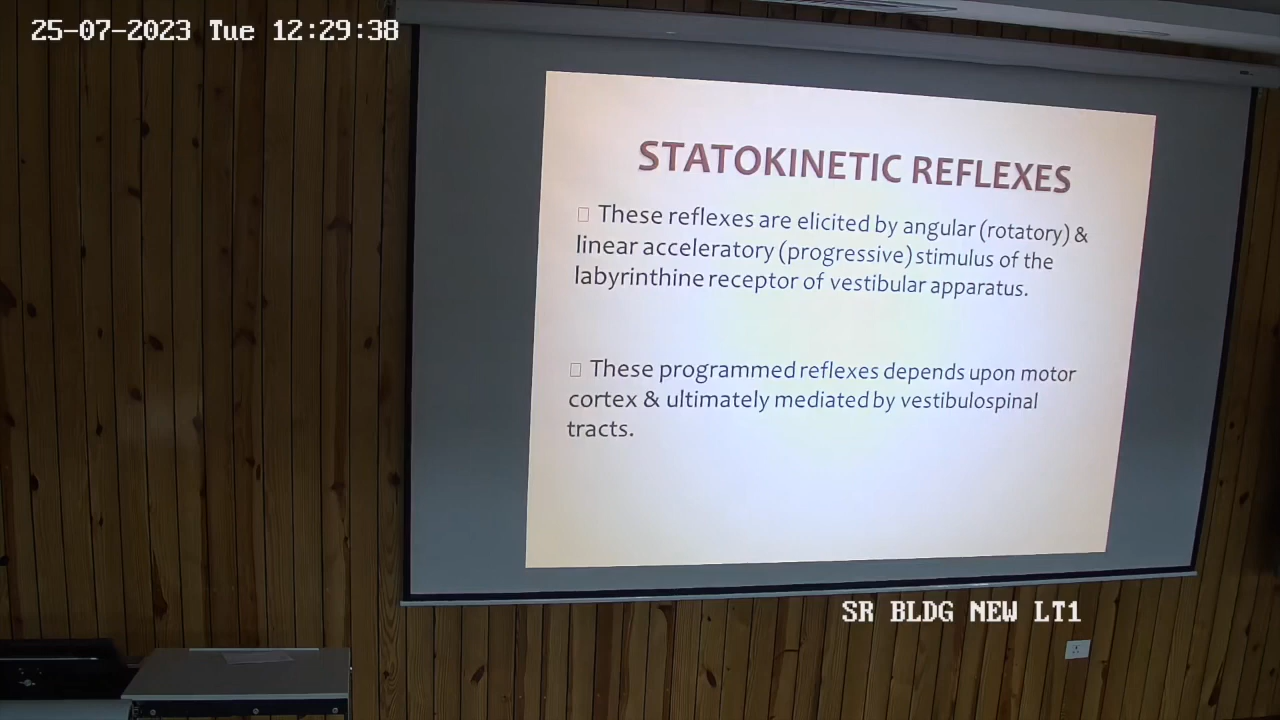 25-07-2023 Tue 12:29:38
STATOKINETIC REFLEXES
These reflexes are elicited by angular (rotatory) &
linear acceleratory (progressive) stimulus of the
labyrinthine receptor of vestibular apparatus.
These programmed reflexes depends upon motor
cortex & ultimately mediated by vestibulospinal
tracts.
SR BLDG NEW LT1